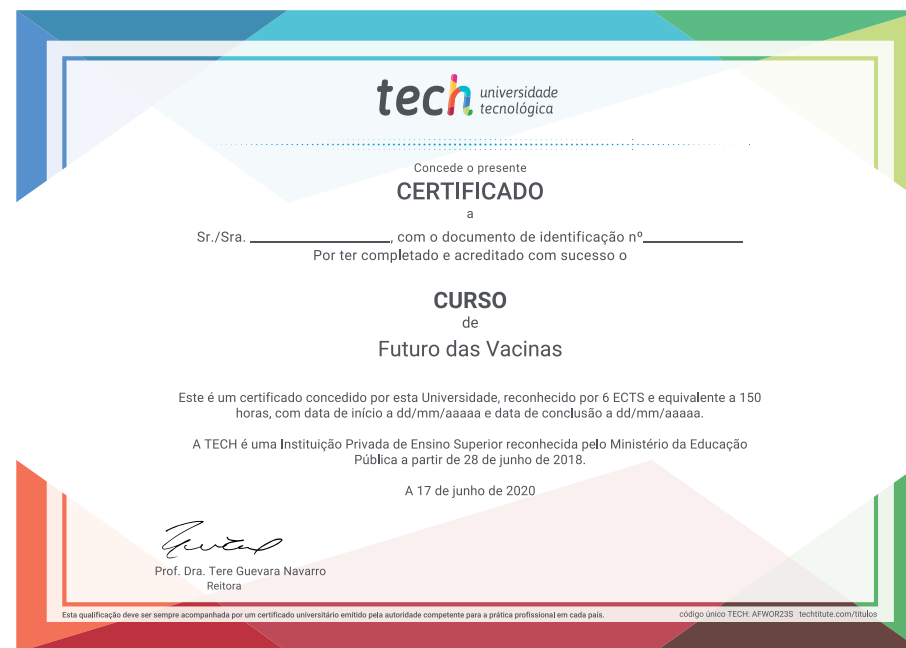 tech universidade
tecnológica
Concede o presente
CERTIFICADO
a
Sr./Sra. ____________________, com o documento de identificação nº______________
Por ter completado e acreditado com sucesso o
CURSO
de
Futuro das Vacinas
Este é um certificado concedido por esta Universidade, reconhecido por 6 ECTS e equivalente a 150
horas, com data de início a dd/mm/aaaaa e data de conclusão a dd/mm/aaaaa.
A TECH é uma Instituição Privada de Ensino Superior reconhecida pelo Ministério da Educação
Pública a partir de 28 de junho de 2018.
A 17 de junho de 2020
Prof. Dra. Tere Guevara Navarro
Reitora
Esta qualificação deve ser sempre acompanhada por um certificado universitário emitido pela autoridade competente para a prática profissional em cada país.
código único TECH: AFWOR23S techtitute.com/titulos